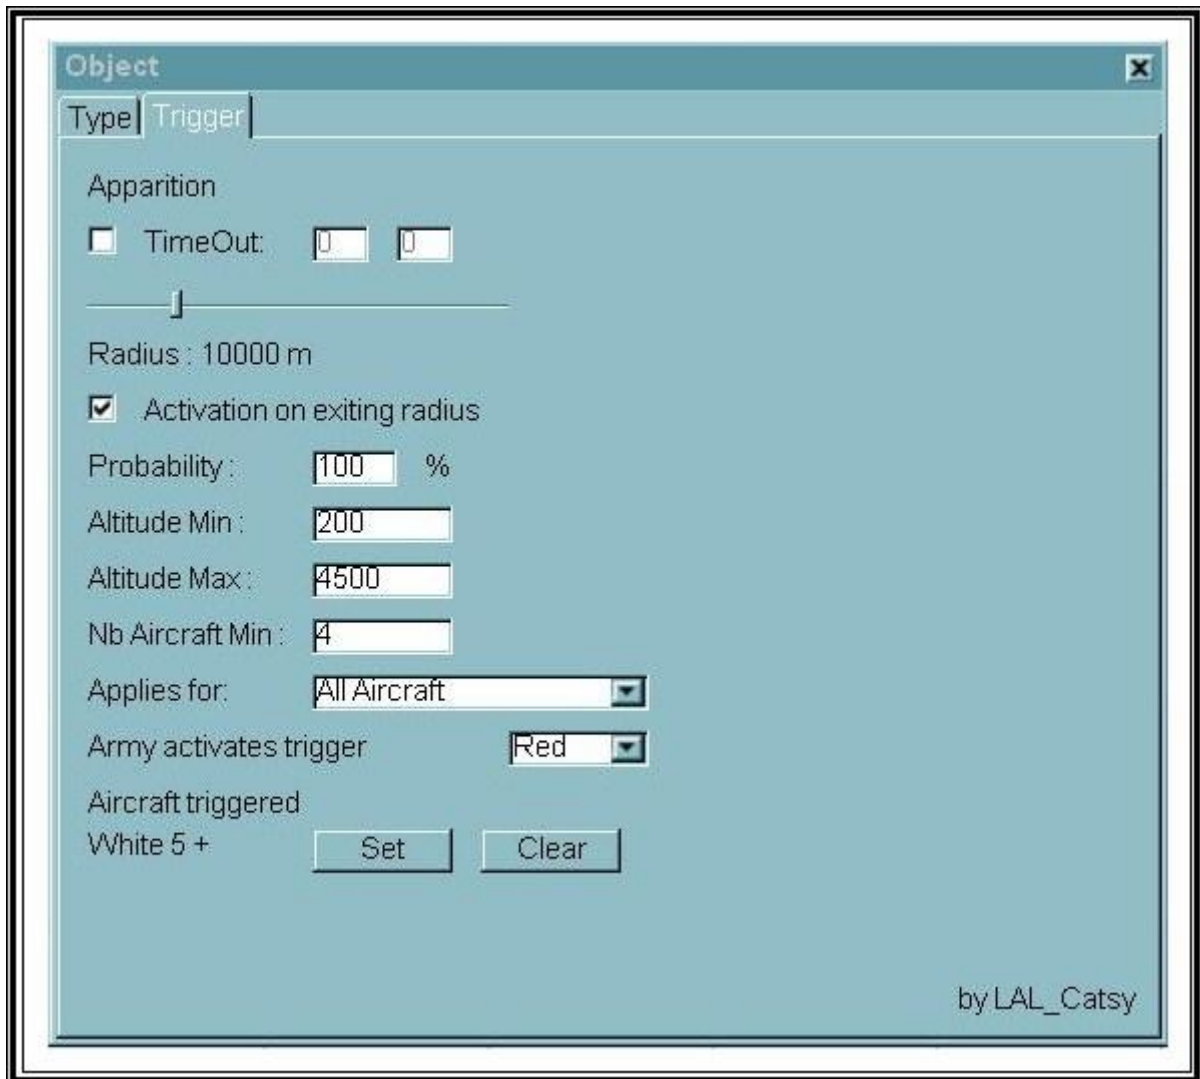 Object
Type Trigger
Apparition
TimeOut: 0 0
Radius : 10000 m
Activation on exiting radius
Probability : 100 %
Altitude Min : 200
Altitude Max : 4500
Nb Aircraft Min : 4
Applies for: All Aircraft
Army activates trigger Red
Aircraft triggered
White 5 + Set Clear
by LAL_Catsy